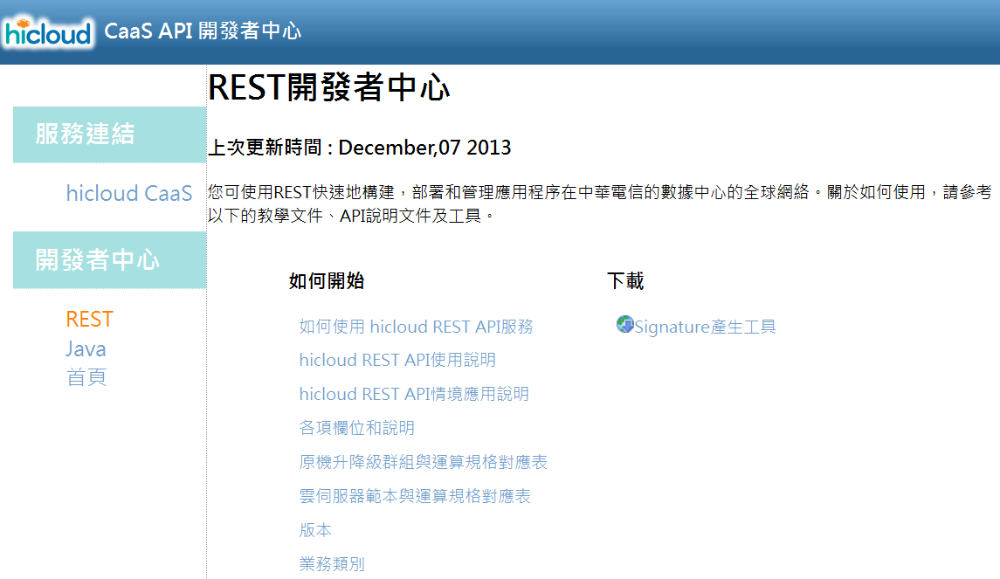 hicloud CaaS API 開發者中心
服務連結
hicloud CaaS
開發者中心
REST
Java
首頁
REST開發者中心
上次更新時間 : December,07 2013
您可使用REST快速地構建，部署和管理應用程序在中華電信的數據中心的全球網絡。關於如何使用，請參考
以下的教學文件、API說明文件及工具。
如何開始
如何使用 hicloud REST API服務
hicloud REST API使用說明
hicloud REST API情境應用說明
各項欄位和說明
原機升降級群組與運算規格對應表
雲伺服器範本與運算規格對應表
版本
業務類別
下載
Signature產生工具